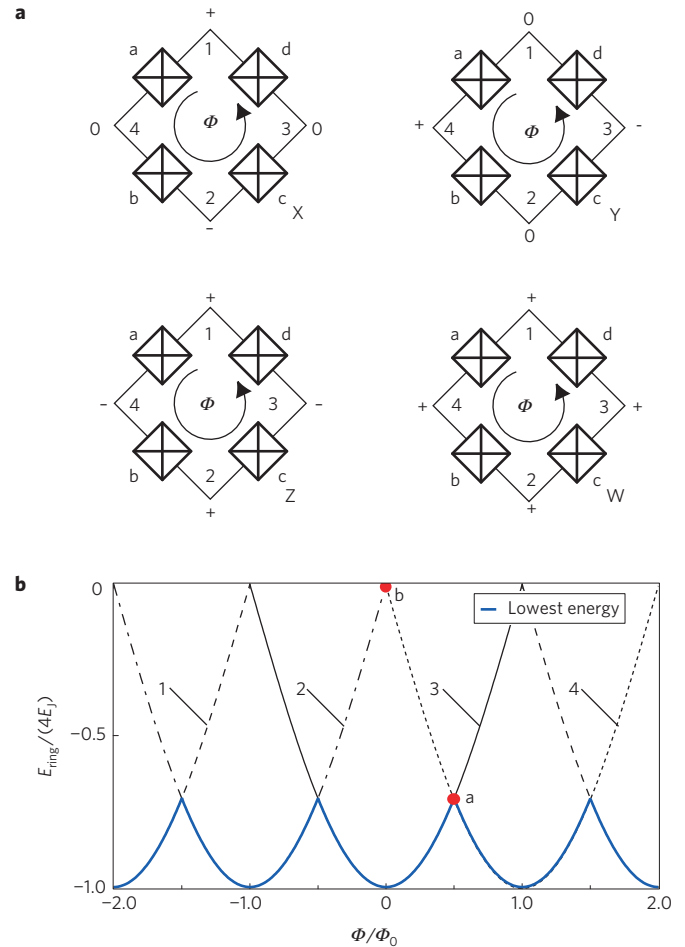 a
+ 0
a 1 d a 1 d
0 4 Φ 3 0 + 4 Φ 3 -
b 2 c X b 2 c Y
- 0
+ +
a 1 d a 1 d
- 4 Φ 3 - + 4 Φ 3 +
b 2 c Z b 2 c W
+ +
b
0 b Lowest energy
1 2 3 4
E_ring/(4E_J)
−0.5
a
−1.0
−2.0 −1.0 0 1.0 2.0
Φ/Φ₀